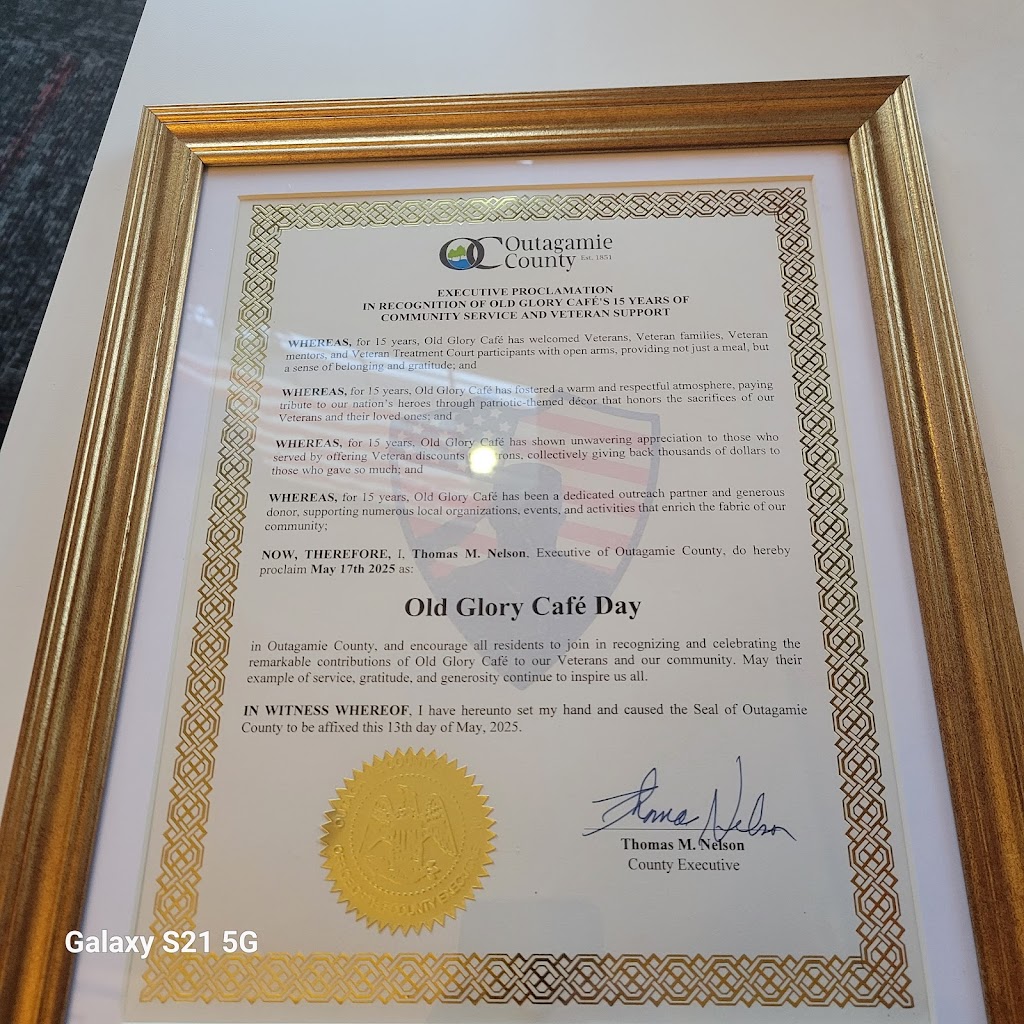 Outagamie
County Est. 1851
EXECUTIVE PROCLAMATION
IN RECOGNITION OF OLD GLORY CAFÉ'S 15 YEARS OF
COMMUNITY SERVICE AND VETERAN SUPPORT
WHEREAS, for 15 years, Old Glory Café has welcomed Veterans, Veteran families, Veteran
mentors, and Veteran Treatment Court participants with open arms, providing not just a meal, but
a sense of belonging and gratitude; and
WHEREAS, for 15 years, Old Glory Café has fostered a warm and respectful atmosphere, paying
tribute to our nation's heroes through patriotic-themed décor that honors the sacrifices of our
Veterans and their loved ones; and
WHEREAS, for 15 years, Old Glory Café has shown unwavering appreciation to those who
served by offering Veteran discounts rons, collectively giving back thousands of dollars to
those who gave so much; and
WHEREAS, for 15 years, Old Glory Café has been a dedicated outreach partner and generous
donor, supporting numerous local organizations, events, and activities that enrich the fabric of our
community;
NOW, THEREFORE, I, Thomas M. Nelson, Executive of Outagamie County, do hereby
proclaim May 17th 2025 as:
Old Glory Café Day
in Outagamie County, and encourage all residents to join in recognizing and celebrating the
remarkable contributions of Old Glory Café to our Veterans and our community. May their
example of service, gratitude, and generosity continue to inspire us all.
IN WITNESS WHEREOF, I have hereunto set my hand and caused the Seal of Outagamie
County to be affixed this 13th day of May, 2025.
Thomas Nelson
Thomas M. Nelson
County Executive
Galaxy S21 5G